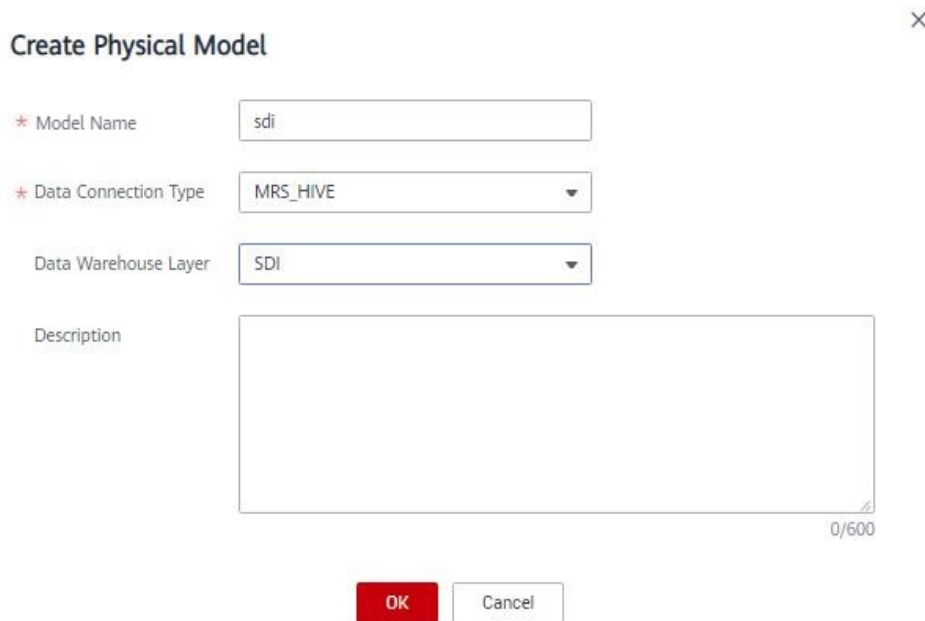 Create Physical Model
* Model Name sdi
* Data Connection Type MRS_HIVE
Data Warehouse Layer SDI
Description
0/600
OK Cancel